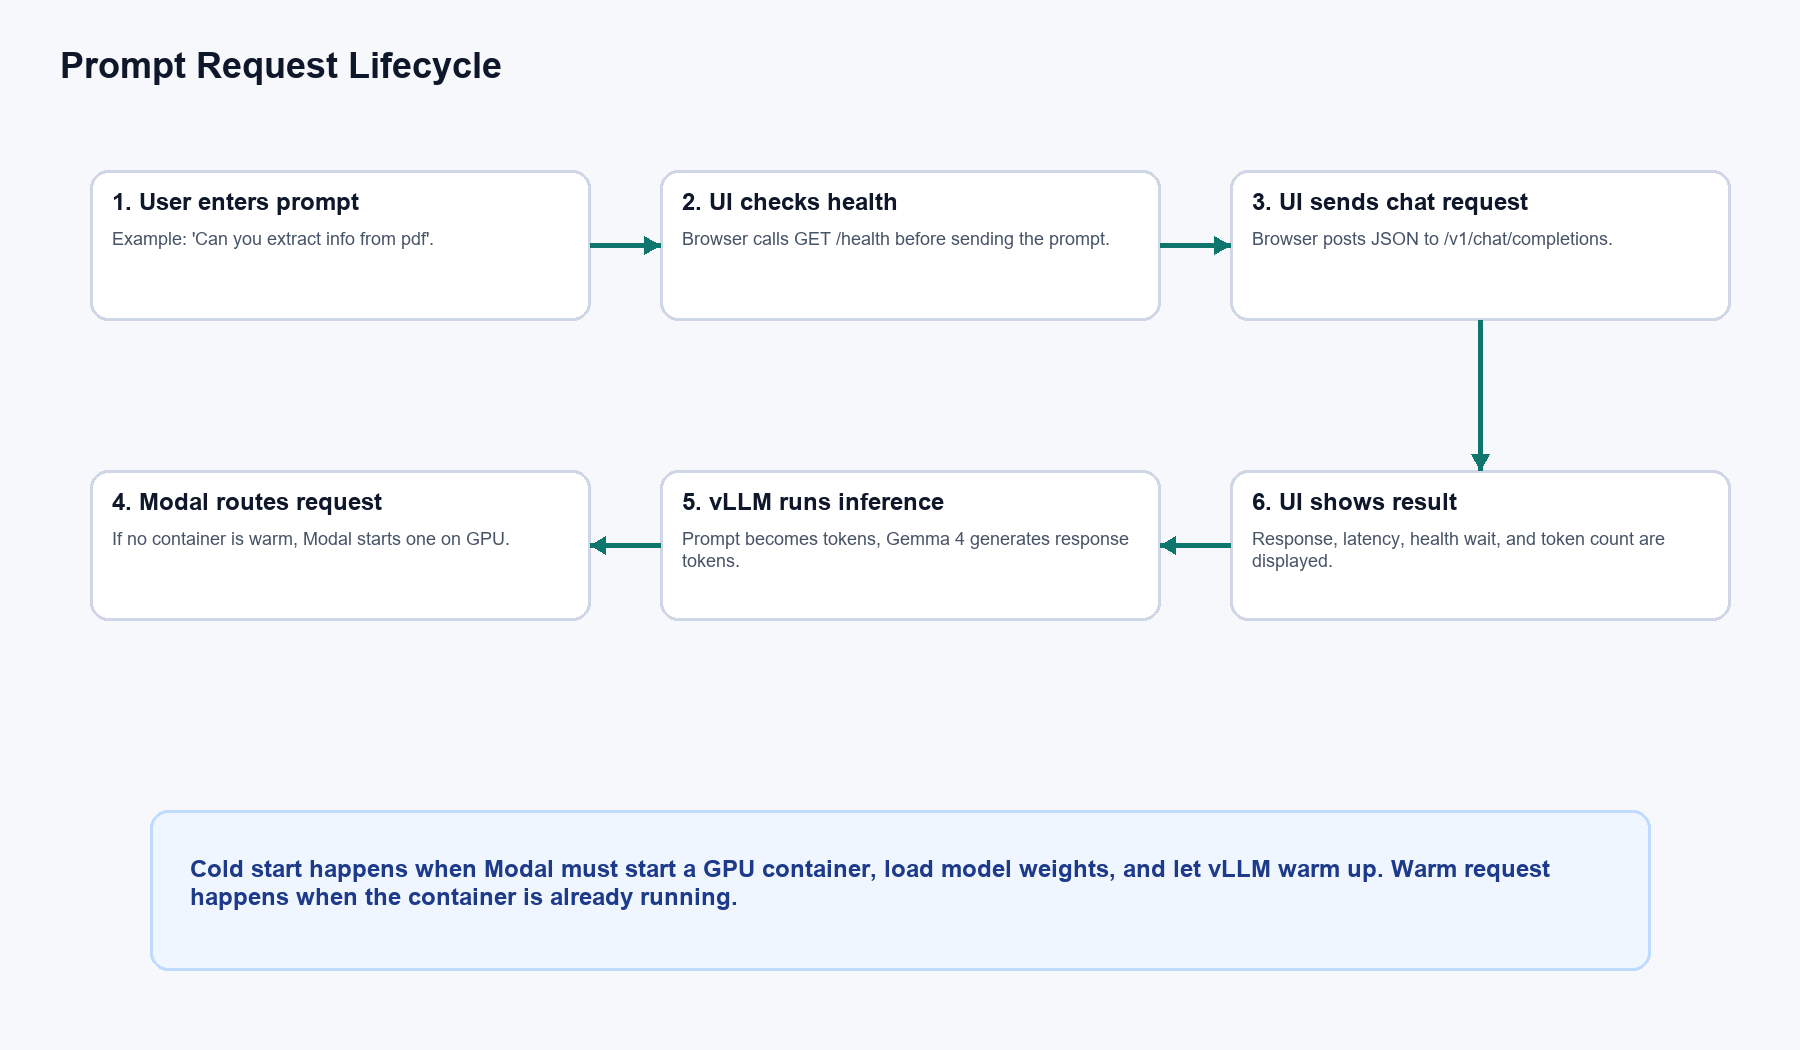 Prompt Request Lifecycle
1. User enters prompt
Example: 'Can you extract info from pdf'.
2. UI checks health
Browser calls GET /health before sending the prompt.
3. UI sends chat request
Browser posts JSON to /v1/chat/completions.
4. Modal routes request
If no container is warm, Modal starts one on GPU.
5. vLLM runs inference
Prompt becomes tokens, Gemma 4 generates response
tokens.
6. UI shows result
Response, latency, health wait, and token count are
displayed.
Cold start happens when Modal must start a GPU container, load model weights, and let vLLM warm up. Warm request
happens when the container is already running.